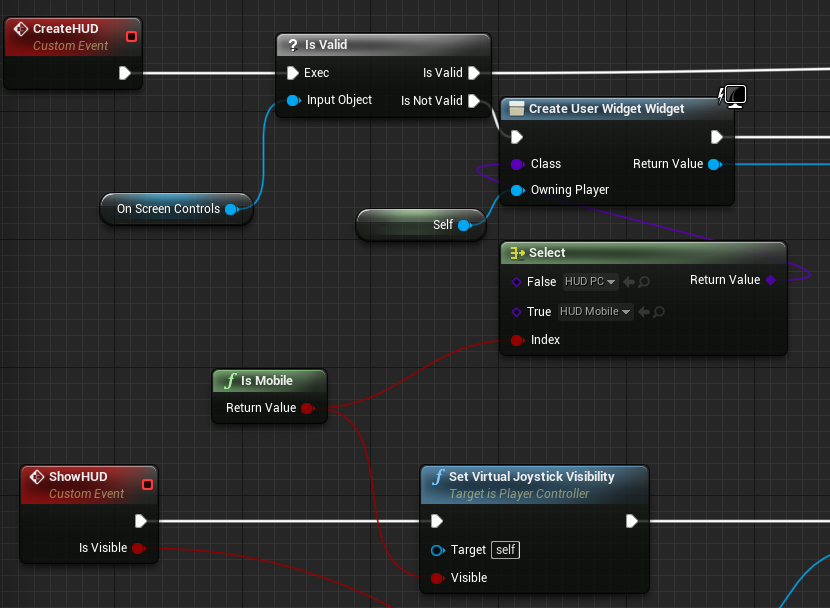 CreateHUD
Custom Event
? Is Valid
Exec
Is Valid
Input Object
Is Not Valid
Create User Widget Widget
Class
Return Value
Owning Player
On Screen Controls
Self
Select
False
HUD PC
Return Value
True
HUD Mobile
Index
f Is Mobile
Return Value
ShowHUD
Custom Event
Is Visible
f Set Virtual Joystick Visibility
Target is Player Controller
Target
self
Visible